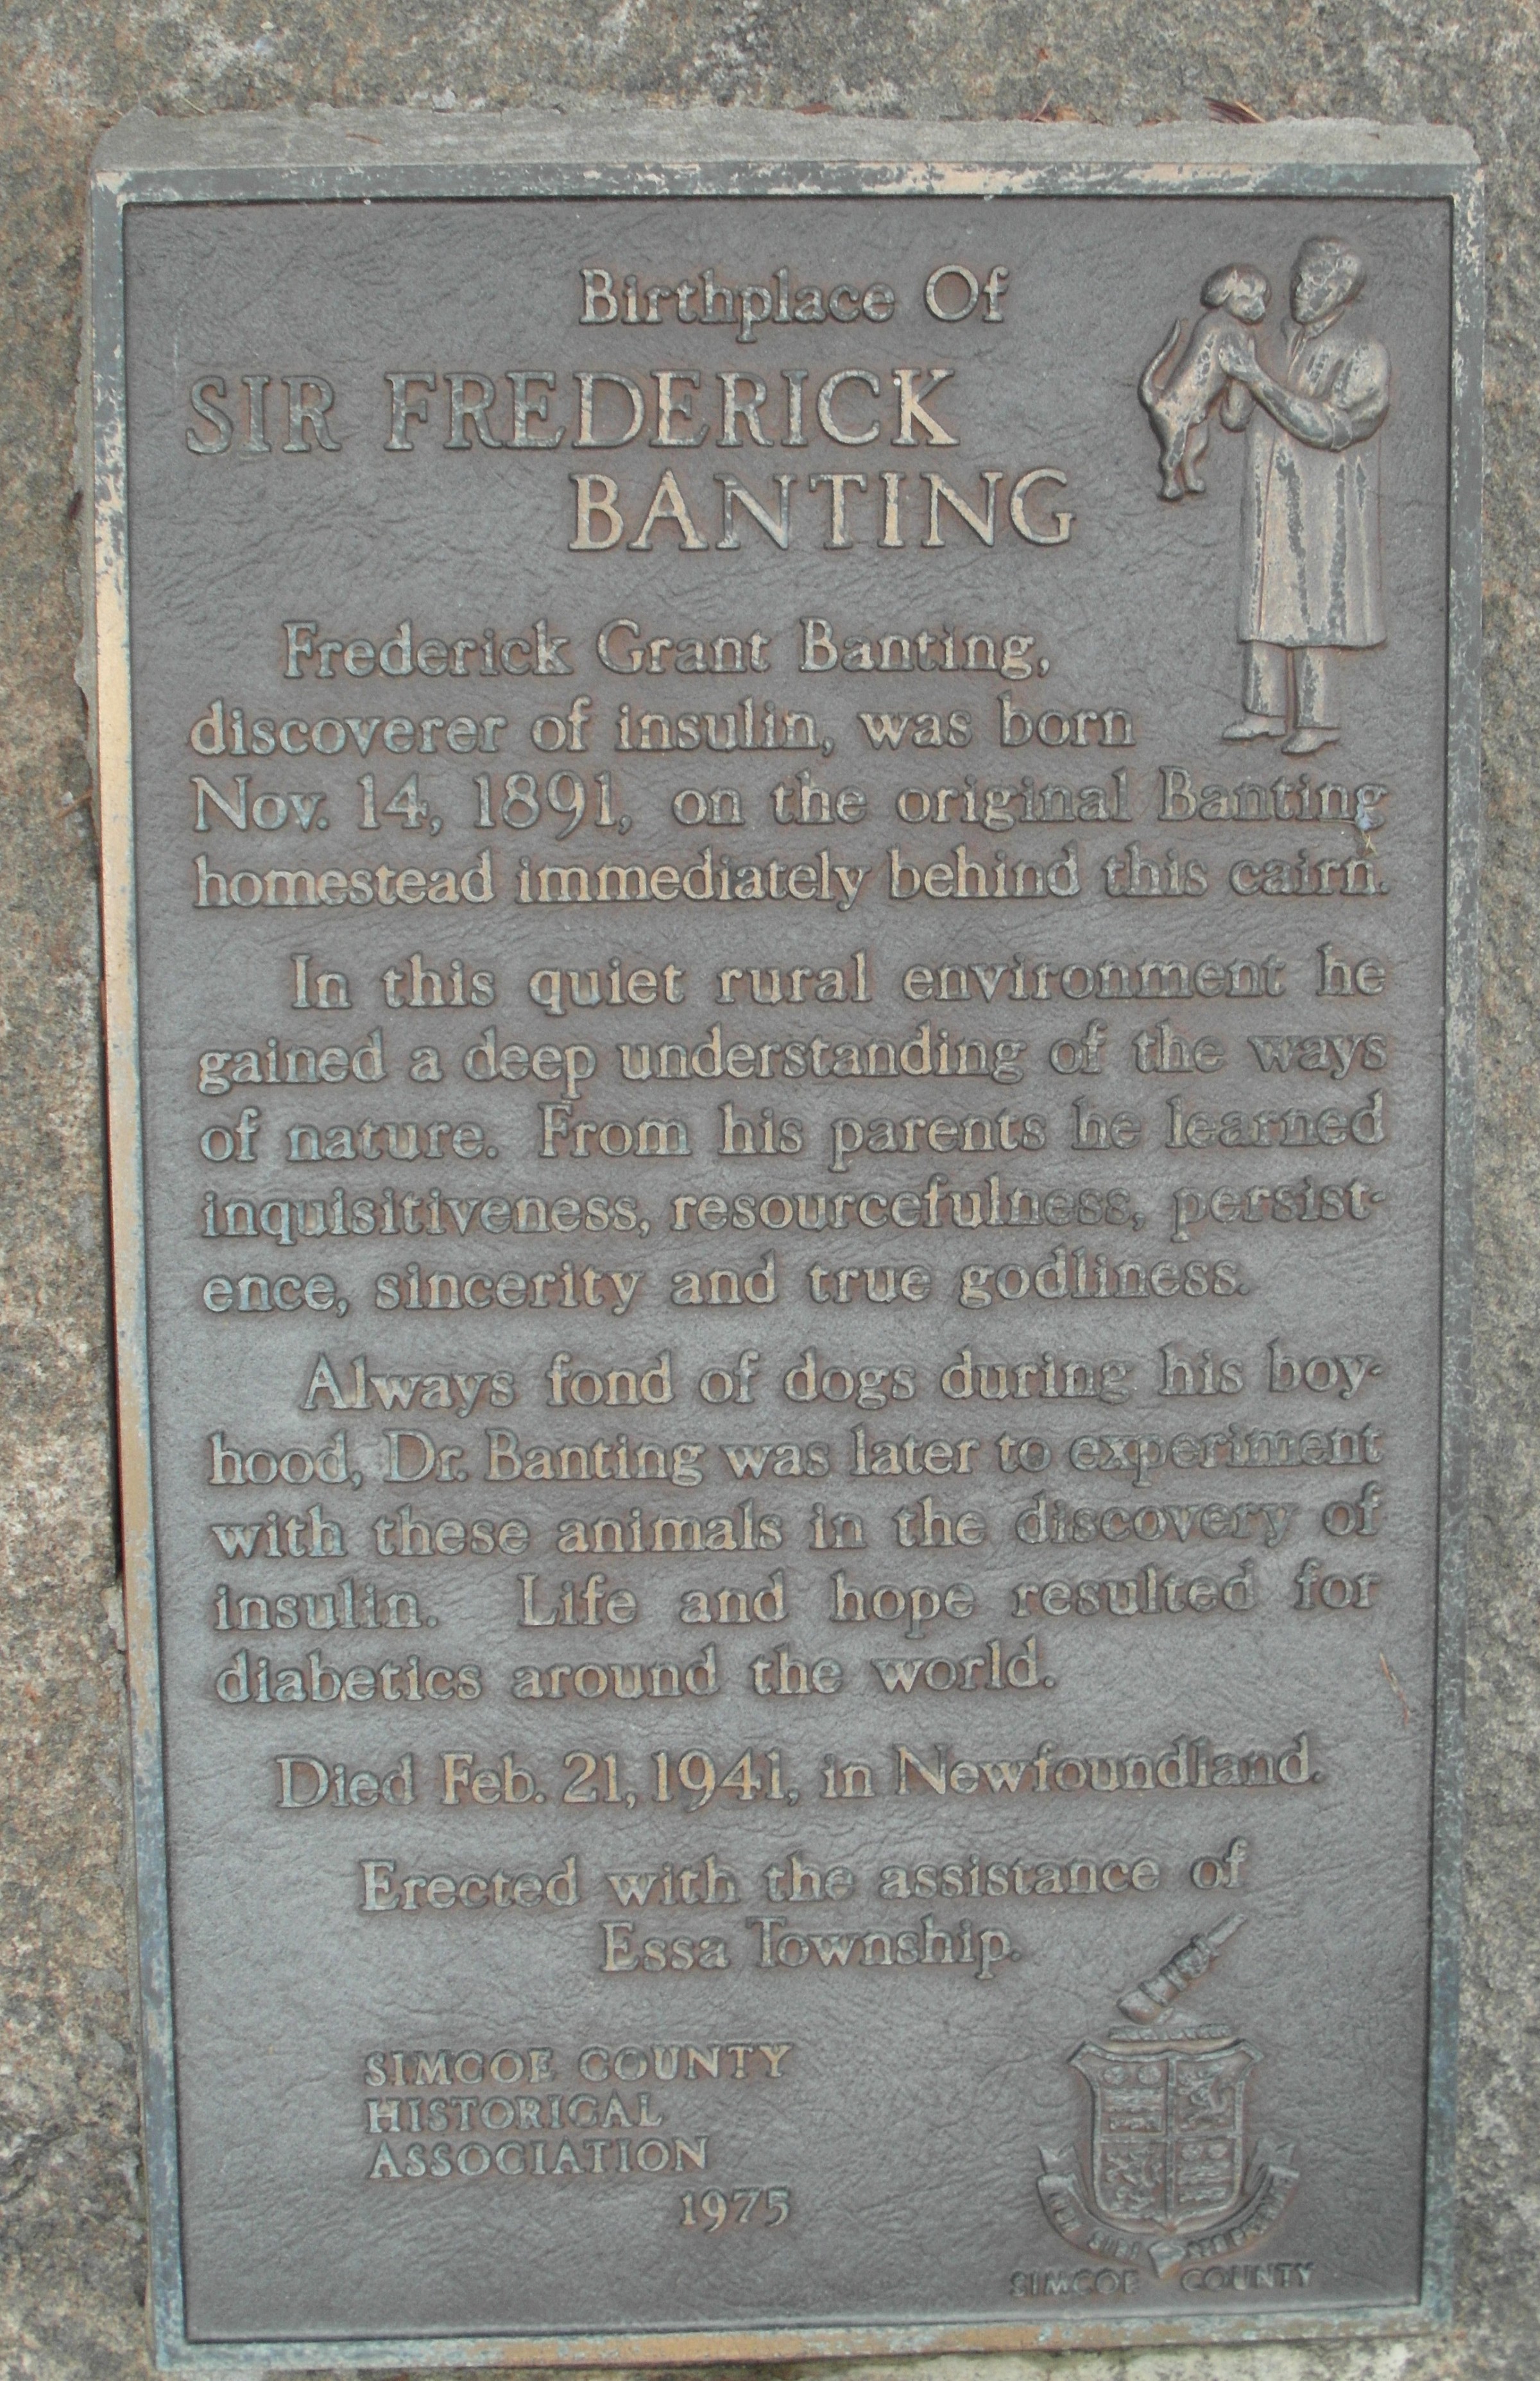 Birthplace Of
SIR FREDERICK
BANTING
Frederick Grant Banting,
discoverer of insulin, was born
Nov. 14, 1891, on the original Banting
homestead immediately behind this cairn.
In this quiet rural environment he
gained a deep understanding of the ways
of nature. From his parents he learned
inquisitiveness, resourcefulness, persist-
ence, sincerity and true godliness.
Always fond of dogs during his boy-
hood, Dr. Banting was later to experiment
with these animals in the discovery of
insulin. Life and hope resulted for
diabetics around the world.
Died Feb. 21, 1941, in Newfoundland.
Erected with the assistance of
Essa Township.
SIMCOE COUNTY
HISTORICAL
ASSOCIATION
1975
SIMCOE COUNTY